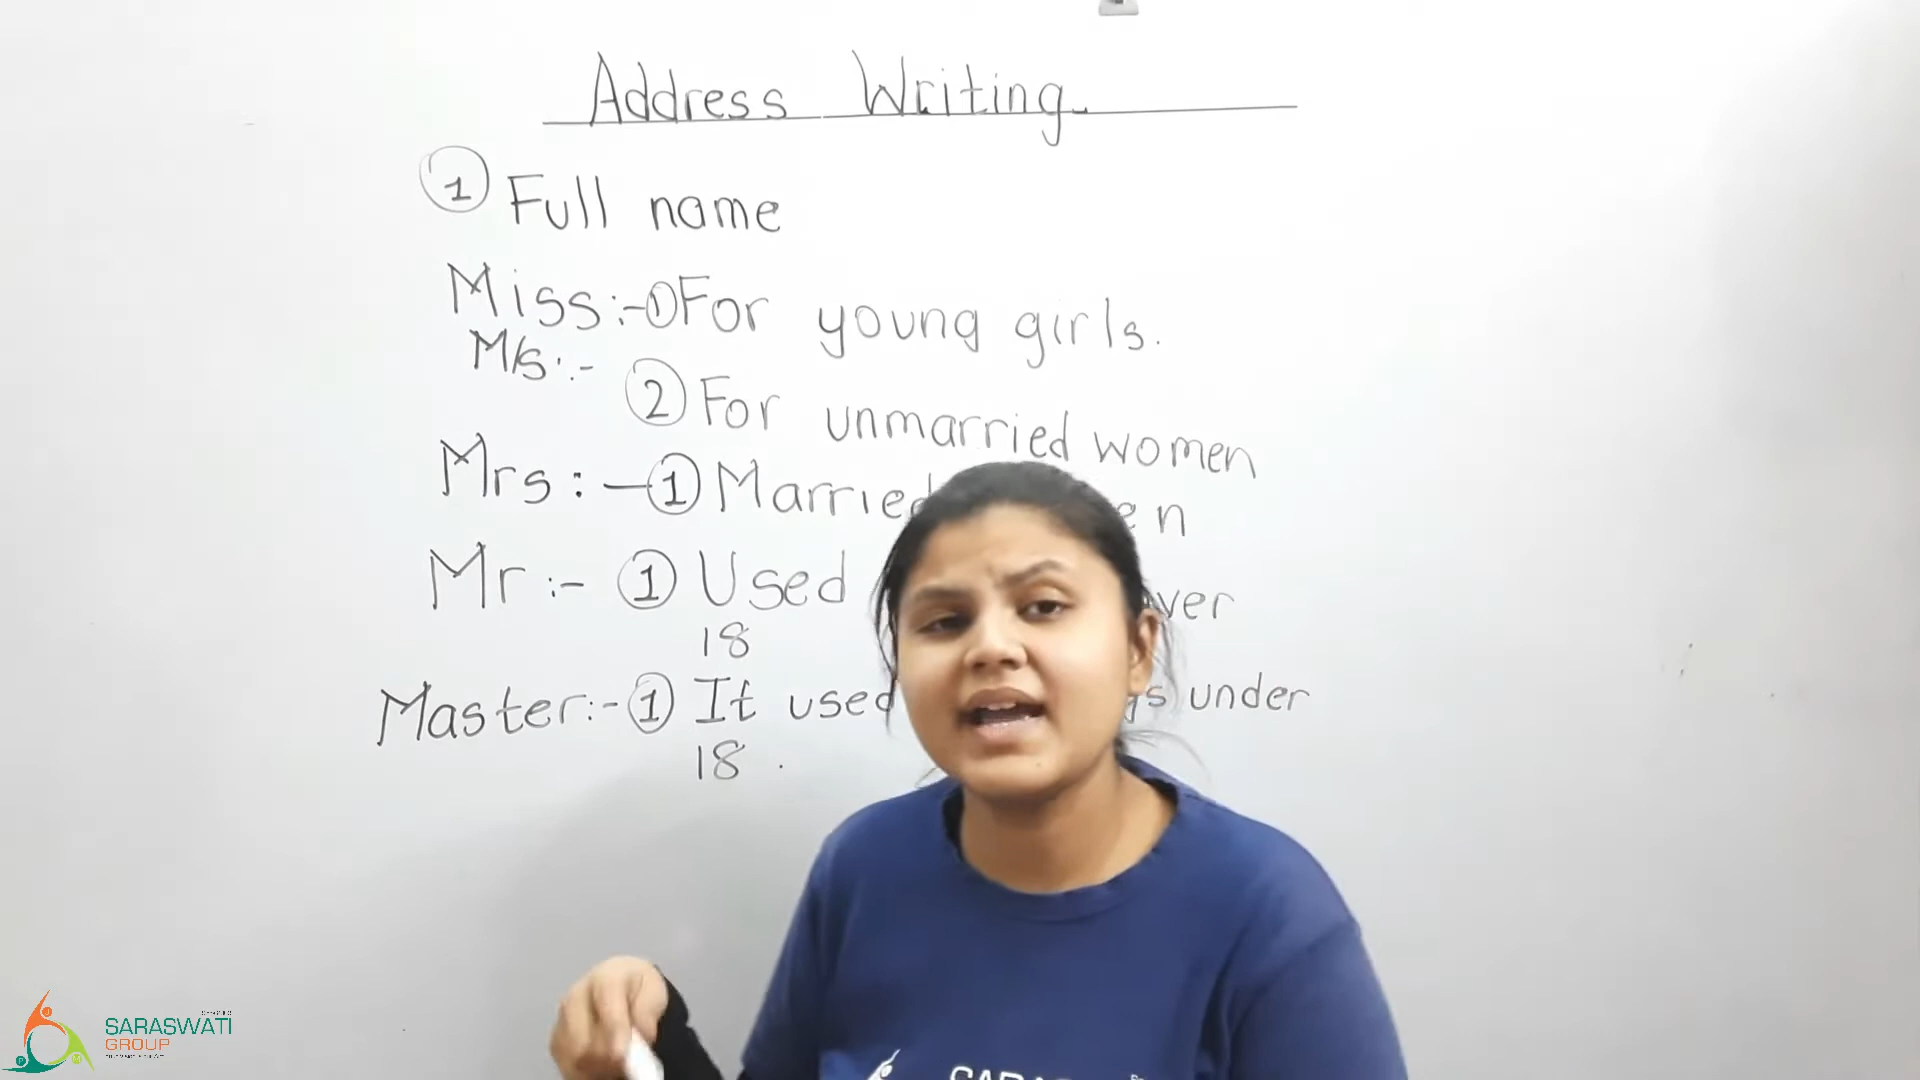 Address Writing
1 Full name
Miss:- 1 For young girls.
M/s:-
2 For unmarried women
Mrs:- 1 Married
Mr:- 1 Used
18
Master:- 1 It used under
18.
SARASWATI
GROUP